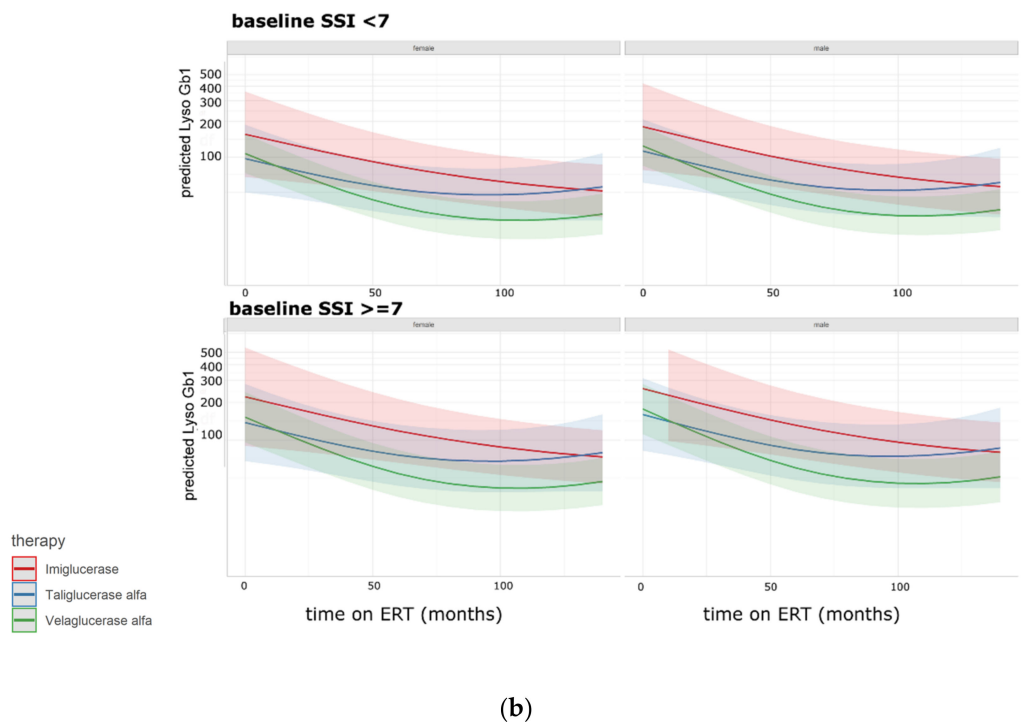 baseline SSI <7
female
male
predicted Lyso Gb1
500
400
300
200
100
0
50
100
0
50
100
baseline SSI >=7
female
male
predicted Lyso Gb1
500
400
300
200
100
0
50
100
0
50
100
time on ERT (months)
time on ERT (months)
therapy
Imiglucerase
Taliglucerase alfa
Velaglucerase alfa
(b)